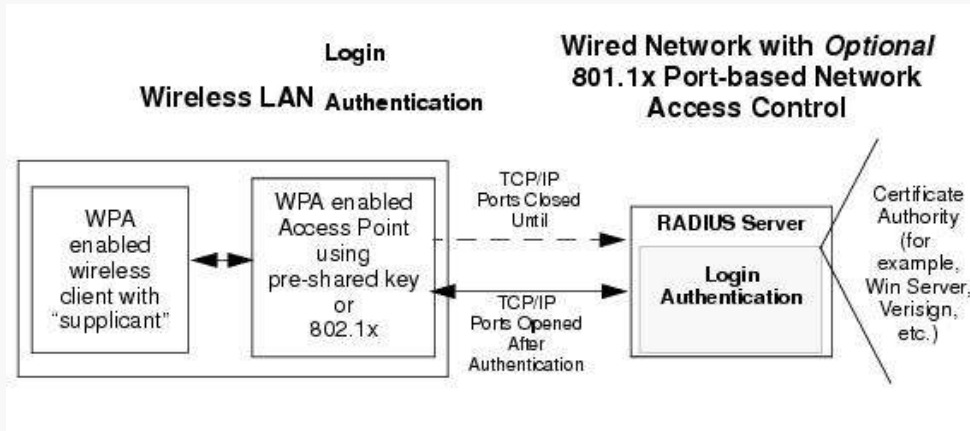 Login
Wireless LAN Authentication
Wired Network with Optional
801.1x Port-based Network
Access Control
WPA
enabled
wireless
client with
“supplicant”
WPA enabled
Access Point
using
pre-shared key
or
802.1x
TCP/IP
Ports Closed
Until
TCP/IP
Ports Opened
After
Authentication
RADIUS Server
Login
Authentication
Certificate
Authority
(for
example,
Win Server,
Verisign,
etc.)